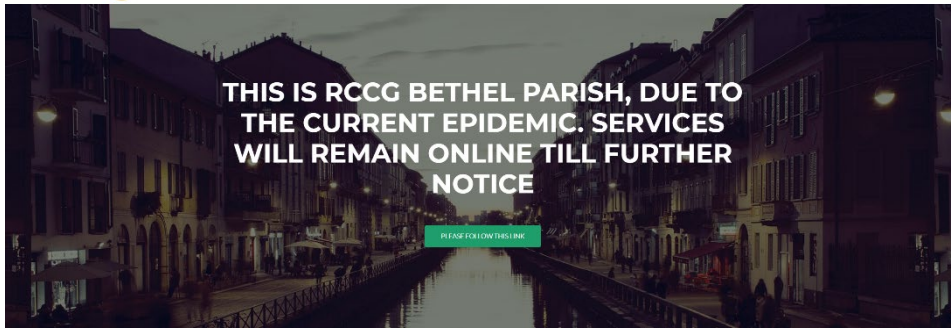 THIS IS RCCG BETHEL PARISH, DUE TO
THE CURRENT EPIDEMIC. SERVICES
WILL REMAIN ONLINE TILL FURTHER
NOTICE
PLEASE FOLLOW THIS LINK